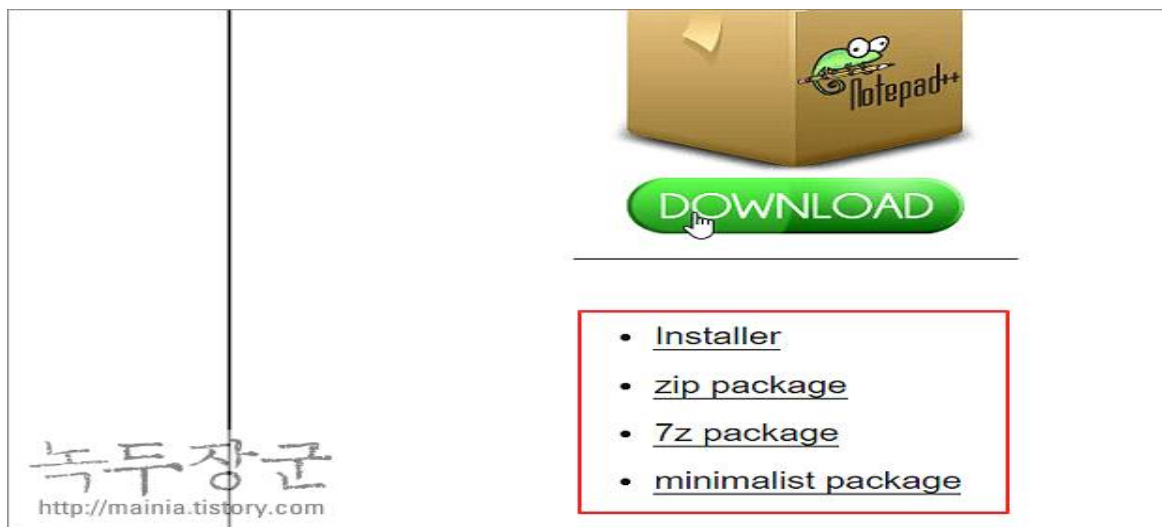 Notepad++
DOWNLOAD
Installer
zip package
7z package
minimalist package
녹두장군
http://mainia.tistory.com